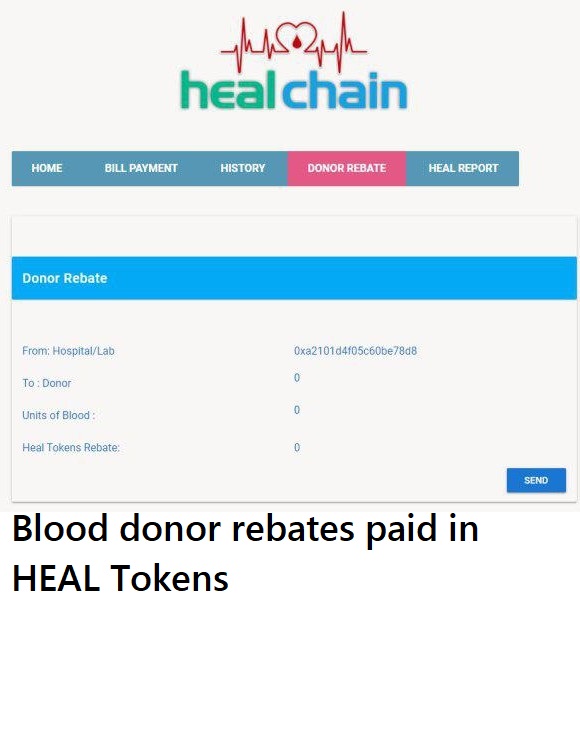 healchain
HOME BILL PAYMENT HISTORY DONOR REBATE HEAL REPORT
Donor Rebate
From: Hospital/Lab 0xa2101d4f05c60be78d8
To : Donor 0
Units of Blood : 0
Heal Tokens Rebate: 0
SEND
Blood donor rebates paid in
HEAL Tokens